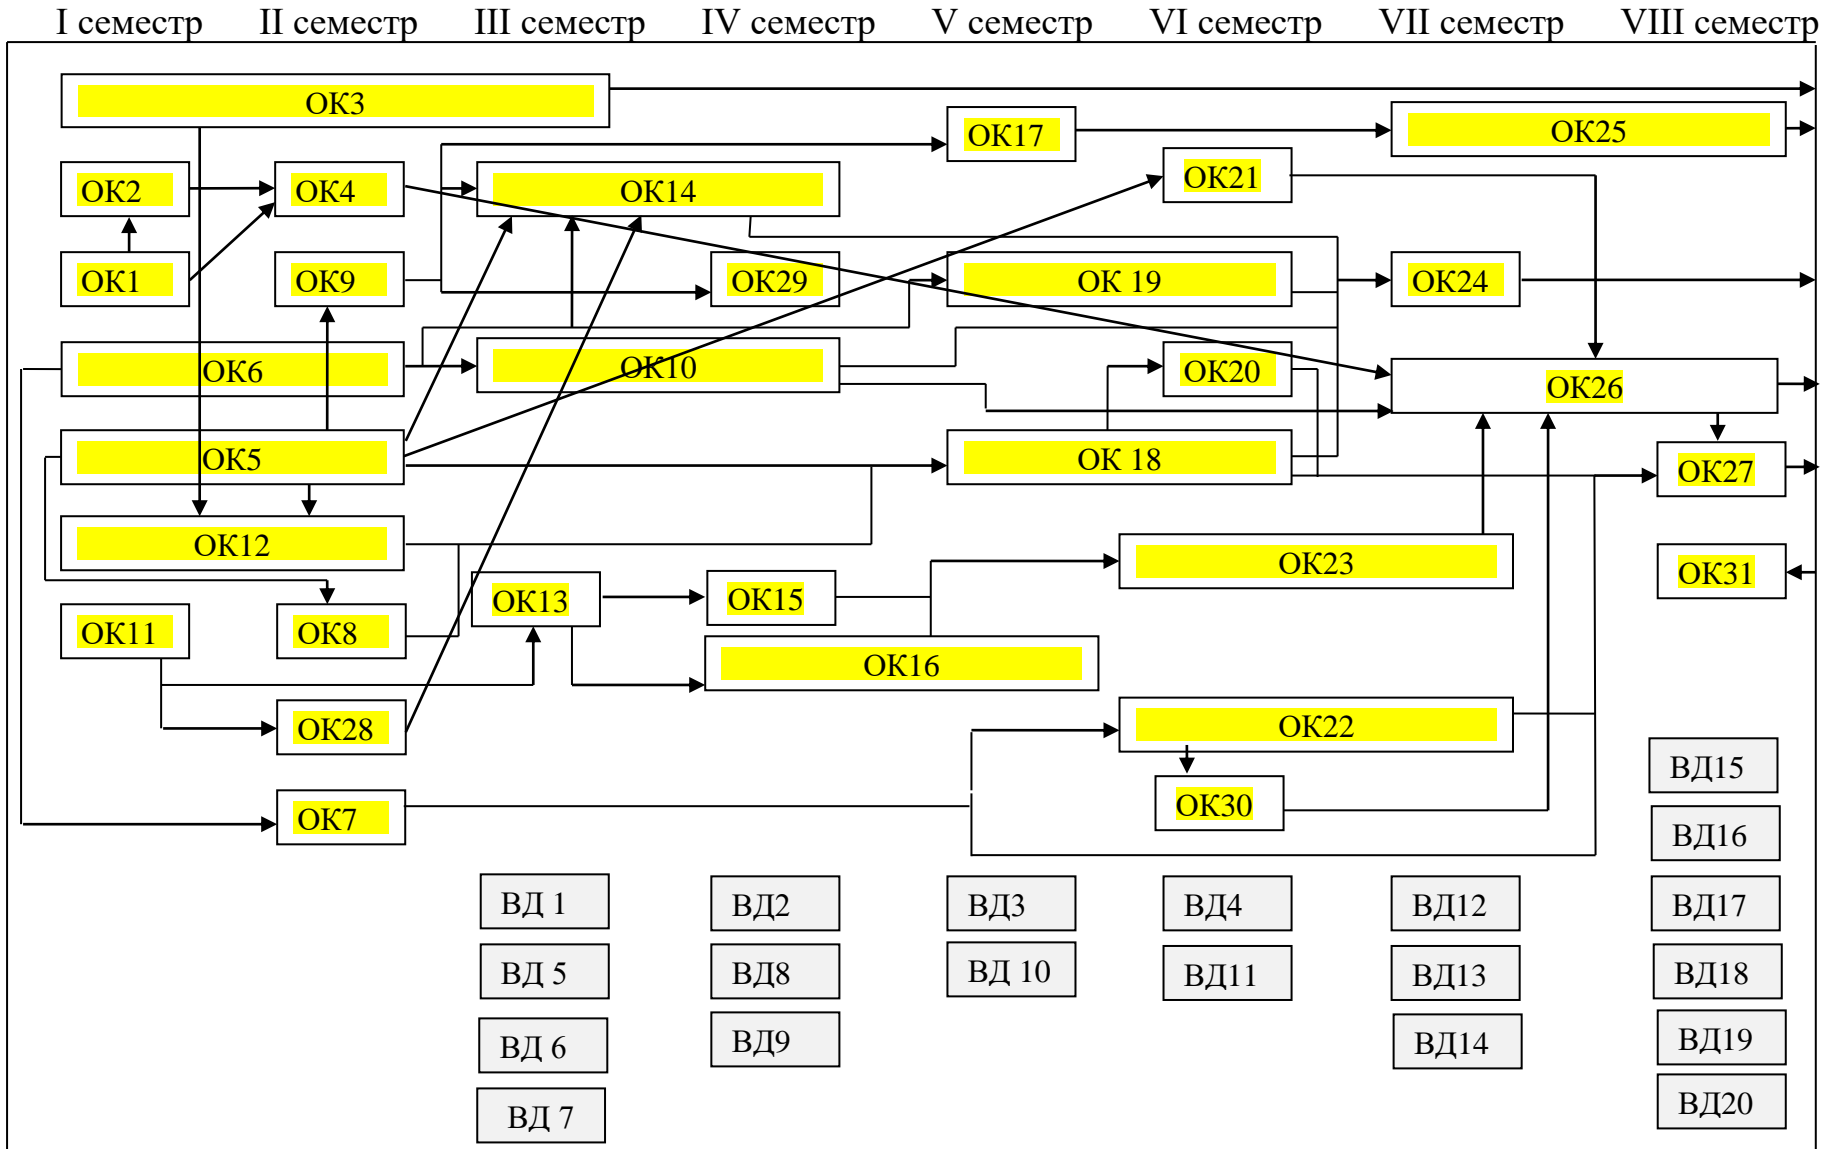 I семестр II семестр III семестр IV семестр V семестр VI семестр VII семестр VIII семестр
ОК3
ОК17
ОК25
ОК2
ОК4
ОК14
ОК21
ОК1
ОК9
ОК29
ОК 19
ОК24
ОК6
ОК10
ОК20
ОК26
ОК5
ОК 18
ОК27
ОК12
ОК23
ОК31
ОК13
ОК15
ОК11
ОК8
ОК16
ОК28
ОК22
ВД15
ОК7
ОК30
ВД16
ВД 1
ВД2
ВД3
ВД4
ВД12
ВД17
ВД 5
ВД8
ВД 10
ВД11
ВД13
ВД18
ВД 6
ВД9
ВД14
ВД19
ВД 7
ВД20